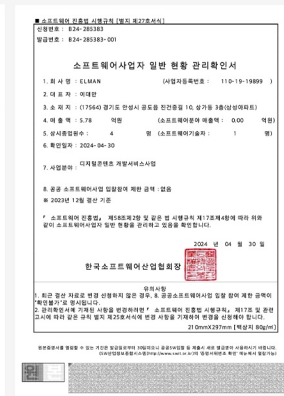 ■ 소프트웨어 진흥법 시행규칙 [별지 제27호서식]
신청번호 : B24-285383
발급번호 : B24-285383-001
소프트웨어사업자 일반 현황 관리확인서
1. 회 사 명 : ELMAN (사업자등록번호 : 110-19-19899 )
2. 대 표 자 : 이대만
3. 소 재 지 : (17564) 경기도 안성시 공도읍 진건중길 10, 상가동 3층(삼성아파트)
4. 매 출 액 : 5.78 억원 (소프트웨어분야 매출액 : 0.00 억원)
5. 상시종업원수 : 4 명 (소프트웨어기술자 : 1 명)
6. 확인일자 : 2024-04-30
7. 사업분야 : 디지털콘텐츠 개발서비스사업
8. 공공 소프트웨어사업 입찰참여 제한 금액 : 없음
※ 2023년 12월 결산 기준
『 소프트웨어 진흥법』 제58조제2항 및 같은 법 시행규칙 제17조제4항에 따라 위와
같이 소프트웨어사업자 일반 현황을 관리하고 있음을 확인합니다.
2024 년 04 월 30 일
한국소프트웨어산업협회장
유의사항
1. 최근 결산 자료로 변경 신청하지 않은 경우, 8. 공공소프트웨어사업 입찰 참여 제한 금액이
"확인불가"로 명시됩니다.
2. 관리확인서에 기재된 사항을 변경하려면 『 소프트웨어 진흥법 시행규칙』 제17조 및 관련
고시에 따라 같은 규칙 별지 제25호서식에 변경 사항을 기재하여 변경을 신청해야 합니다.
210mmX297mm [백상지 80g/㎡]
원본